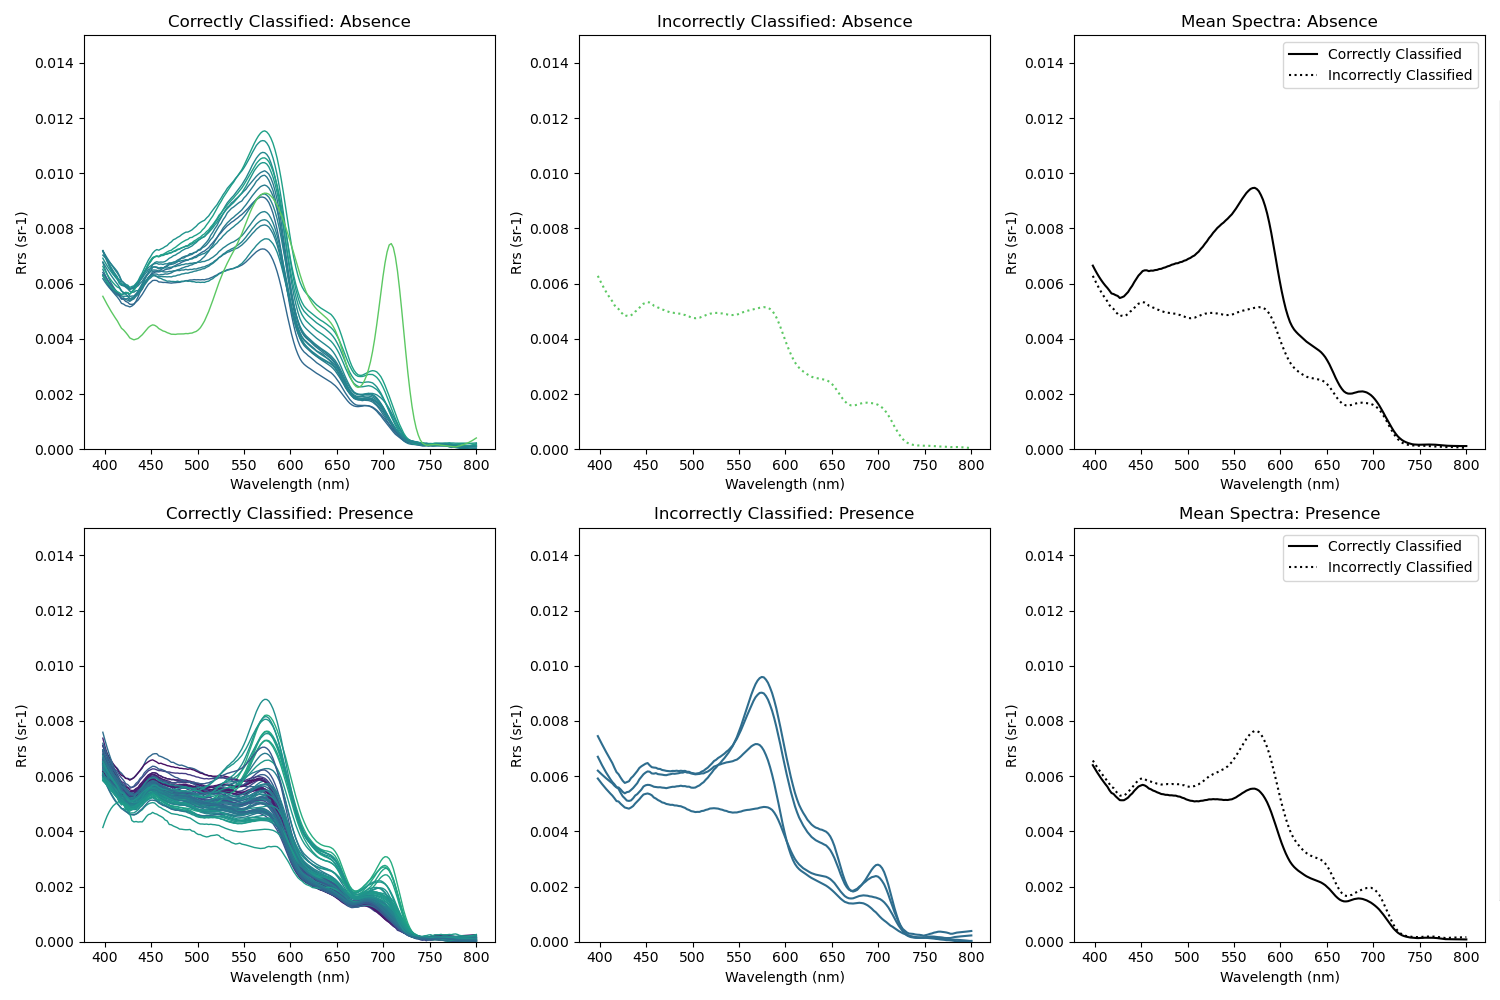 Correctly Classified: Absence
Incorrectly Classified: Absence
Mean Spectra: Absence
Rrs (sr-1)
0.014
0.012
0.010
0.008
0.006
0.004
0.002
0.000
400 450 500 550 600 650 700 750 800
Wavelength (nm)
Rrs (sr-1)
0.014
0.012
0.010
0.008
0.006
0.004
0.002
0.000
400 450 500 550 600 650 700 750 800
Wavelength (nm)
Rrs (sr-1)
0.014
0.012
0.010
0.008
0.006
0.004
0.002
0.000
Correctly Classified
Incorrectly Classified
400 450 500 550 600 650 700 750 800
Wavelength (nm)
Correctly Classified: Presence
Incorrectly Classified: Presence
Mean Spectra: Presence
Rrs (sr-1)
0.014
0.012
0.010
0.008
0.006
0.004
0.002
0.000
400 450 500 550 600 650 700 750 800
Wavelength (nm)
Rrs (sr-1)
0.014
0.012
0.010
0.008
0.006
0.004
0.002
0.000
400 450 500 550 600 650 700 750 800
Wavelength (nm)
Rrs (sr-1)
0.014
0.012
0.010
0.008
0.006
0.004
0.002
0.000
Correctly Classified
Incorrectly Classified
400 450 500 550 600 650 700 750 800
Wavelength (nm)